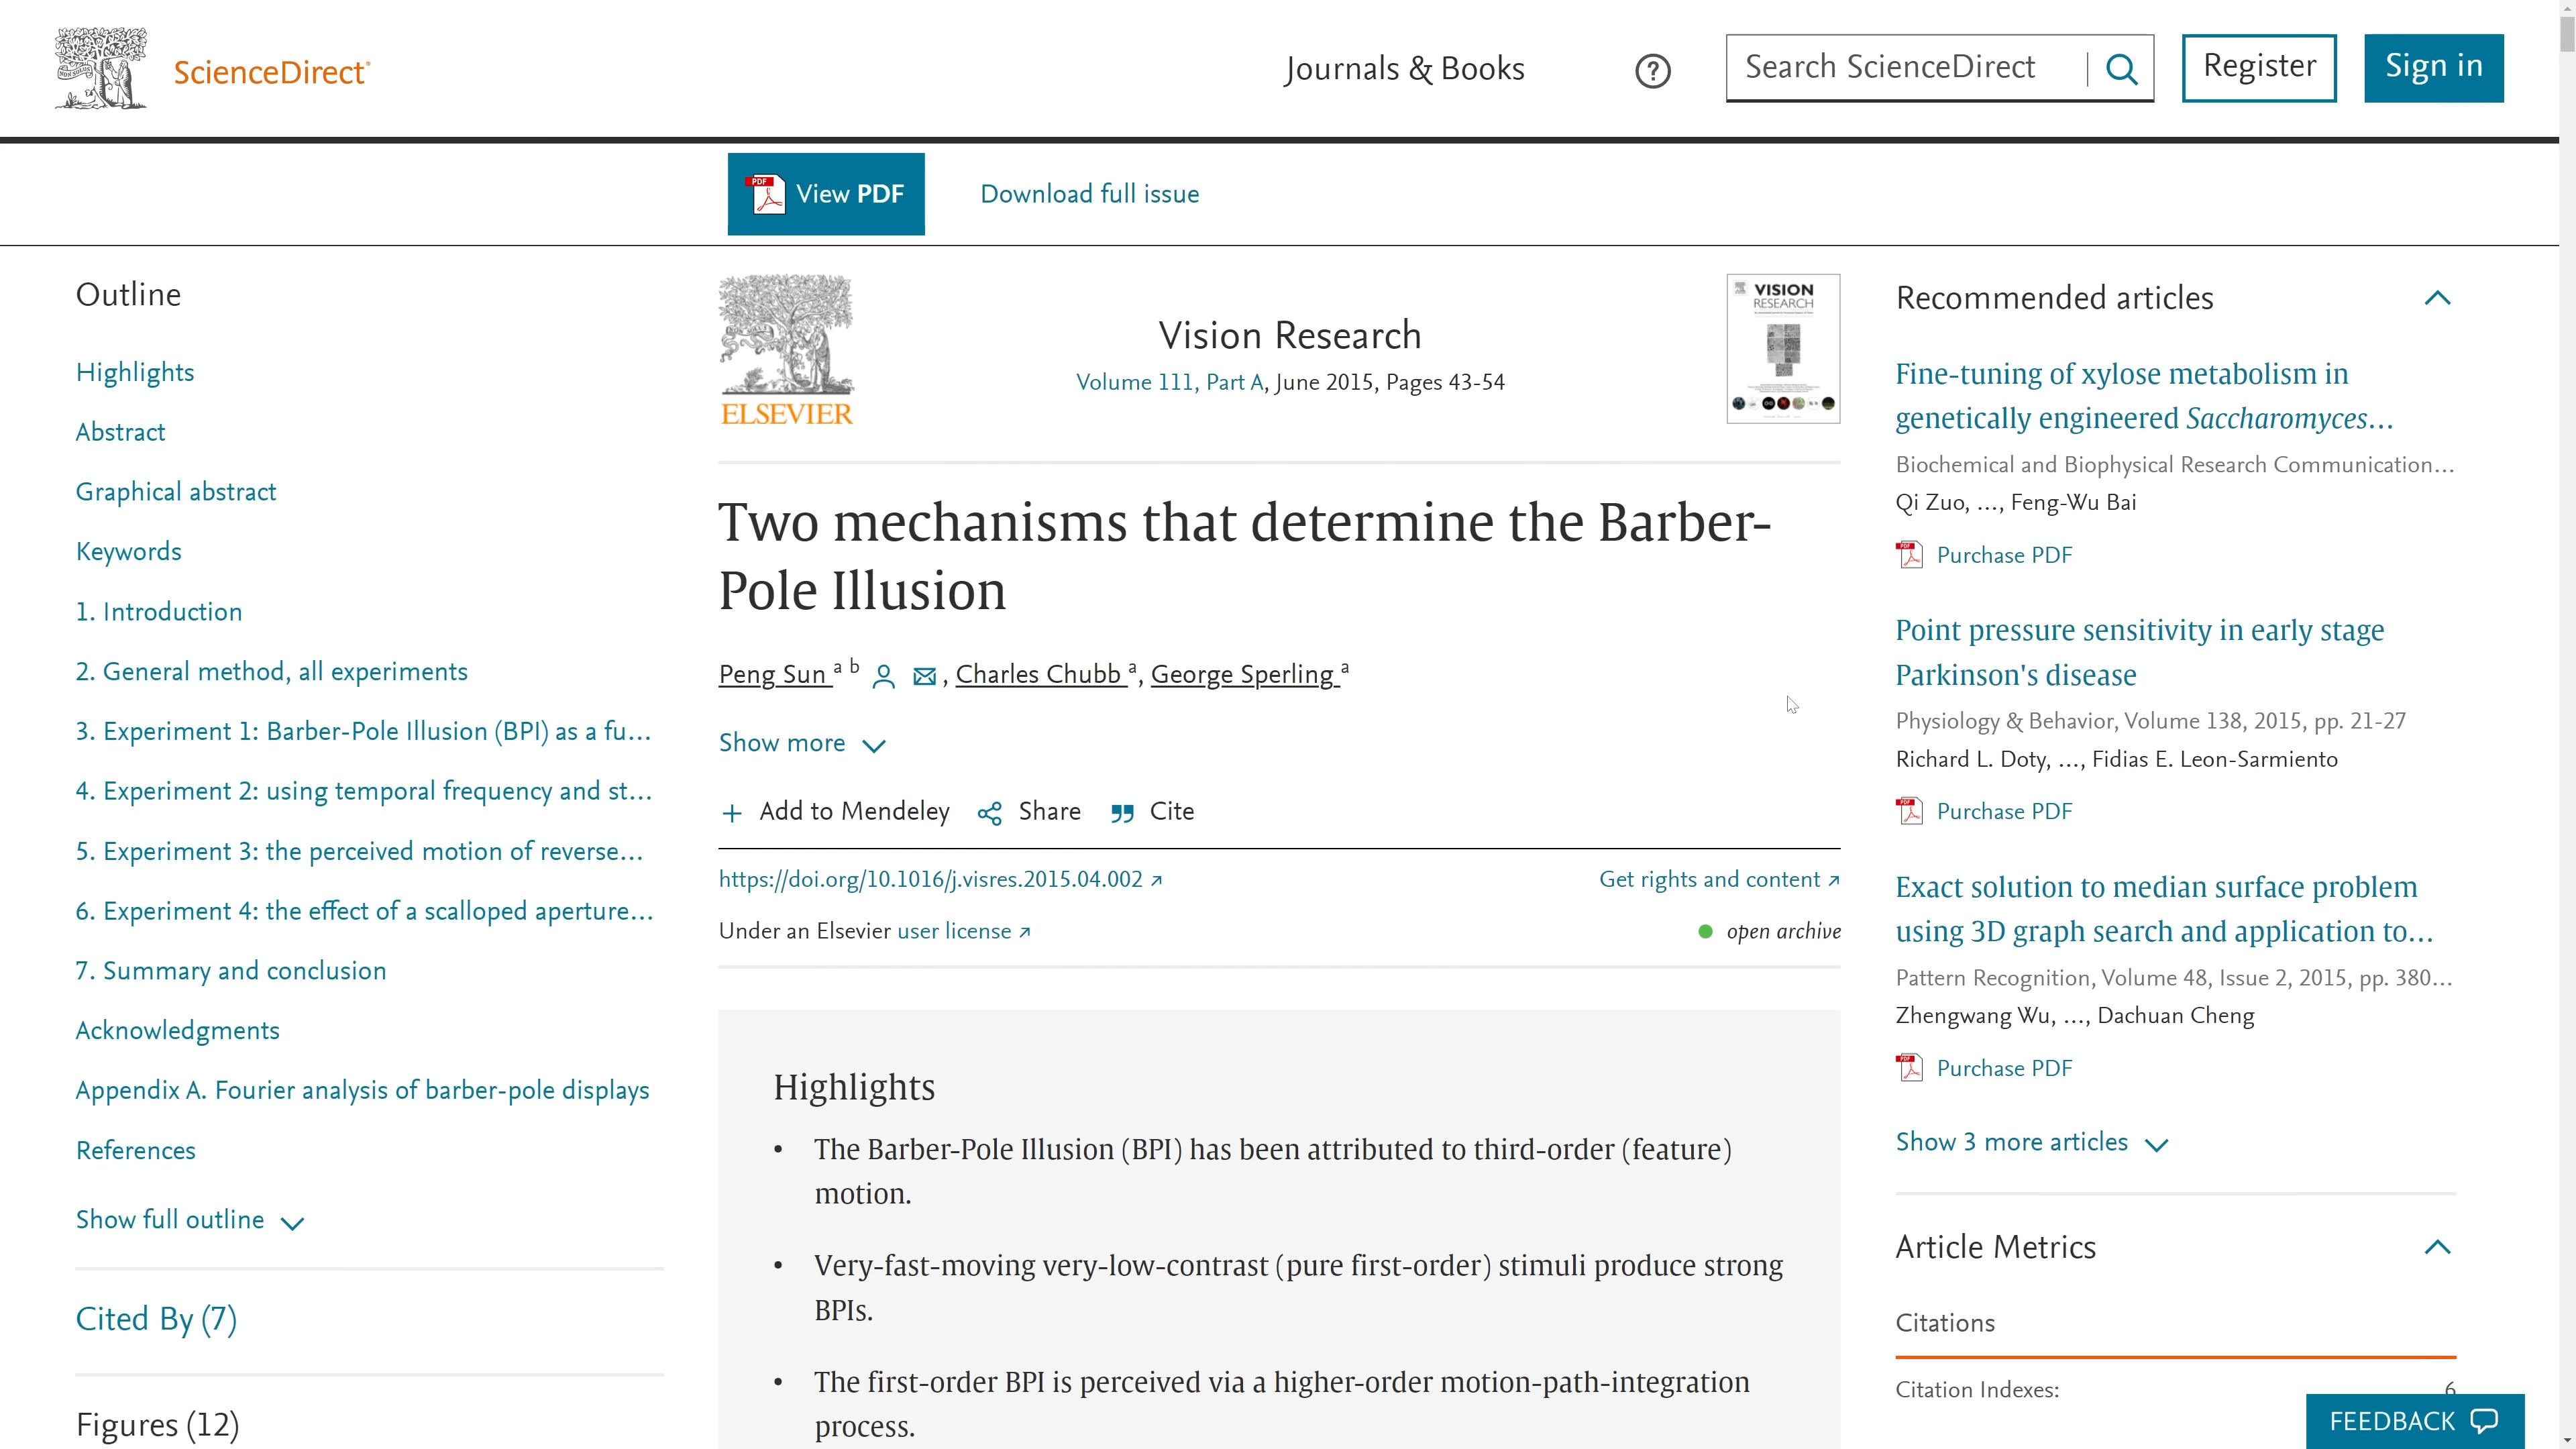 ScienceDirect
Journals & Books
Search ScienceDirect
Register
Sign in
View PDF
Download full issue
Outline
Highlights
Abstract
Graphical abstract
Keywords
1. Introduction
2. General method, all experiments
3. Experiment 1: Barber-Pole Illusion (BPI) as a fu...
4. Experiment 2: using temporal frequency and st...
5. Experiment 3: the perceived motion of reverse...
6. Experiment 4: the effect of a scalloped aperture...
7. Summary and conclusion
Acknowledgments
Appendix A. Fourier analysis of barber-pole displays
References
Show full outline
Cited By (7)
Figures (12)
ELSEVIER
Vision Research
Volume 111, Part A, June 2015, Pages 43-54
VISION
RESEARCH
Two mechanisms that determine the Barber-
Pole Illusion
Peng Sun a b, Charles Chubb a, George Sperling a
Show more
Add to Mendeley
Share
Cite
https://doi.org/10.1016/j.visres.2015.04.002
Get rights and content
Under an Elsevier user license
open archive
Highlights
• The Barber-Pole Illusion (BPI) has been attributed to third-order (feature)
motion.
• Very-fast-moving very-low-contrast (pure first-order) stimuli produce strong
BPIs.
• The first-order BPI is perceived via a higher-order motion-path-integration
process.
Recommended articles
Fine-tuning of xylose metabolism in
genetically engineered Saccharomyces...
Biochemical and Biophysical Research Communication...
Qi Zuo, ..., Feng-Wu Bai
Purchase PDF
Point pressure sensitivity in early stage
Parkinson's disease
Physiology & Behavior, Volume 138, 2015, pp. 21-27
Richard L. Doty, ..., Fidias E. Leon-Sarmiento
Purchase PDF
Exact solution to median surface problem
using 3D graph search and application to...
Pattern Recognition, Volume 48, Issue 2, 2015, pp. 380...
Zhengwang Wu, ..., Dachuan Cheng
Purchase PDF
Show 3 more articles
Article Metrics
Citations
Citation Indexes: 6
FEEDBACK